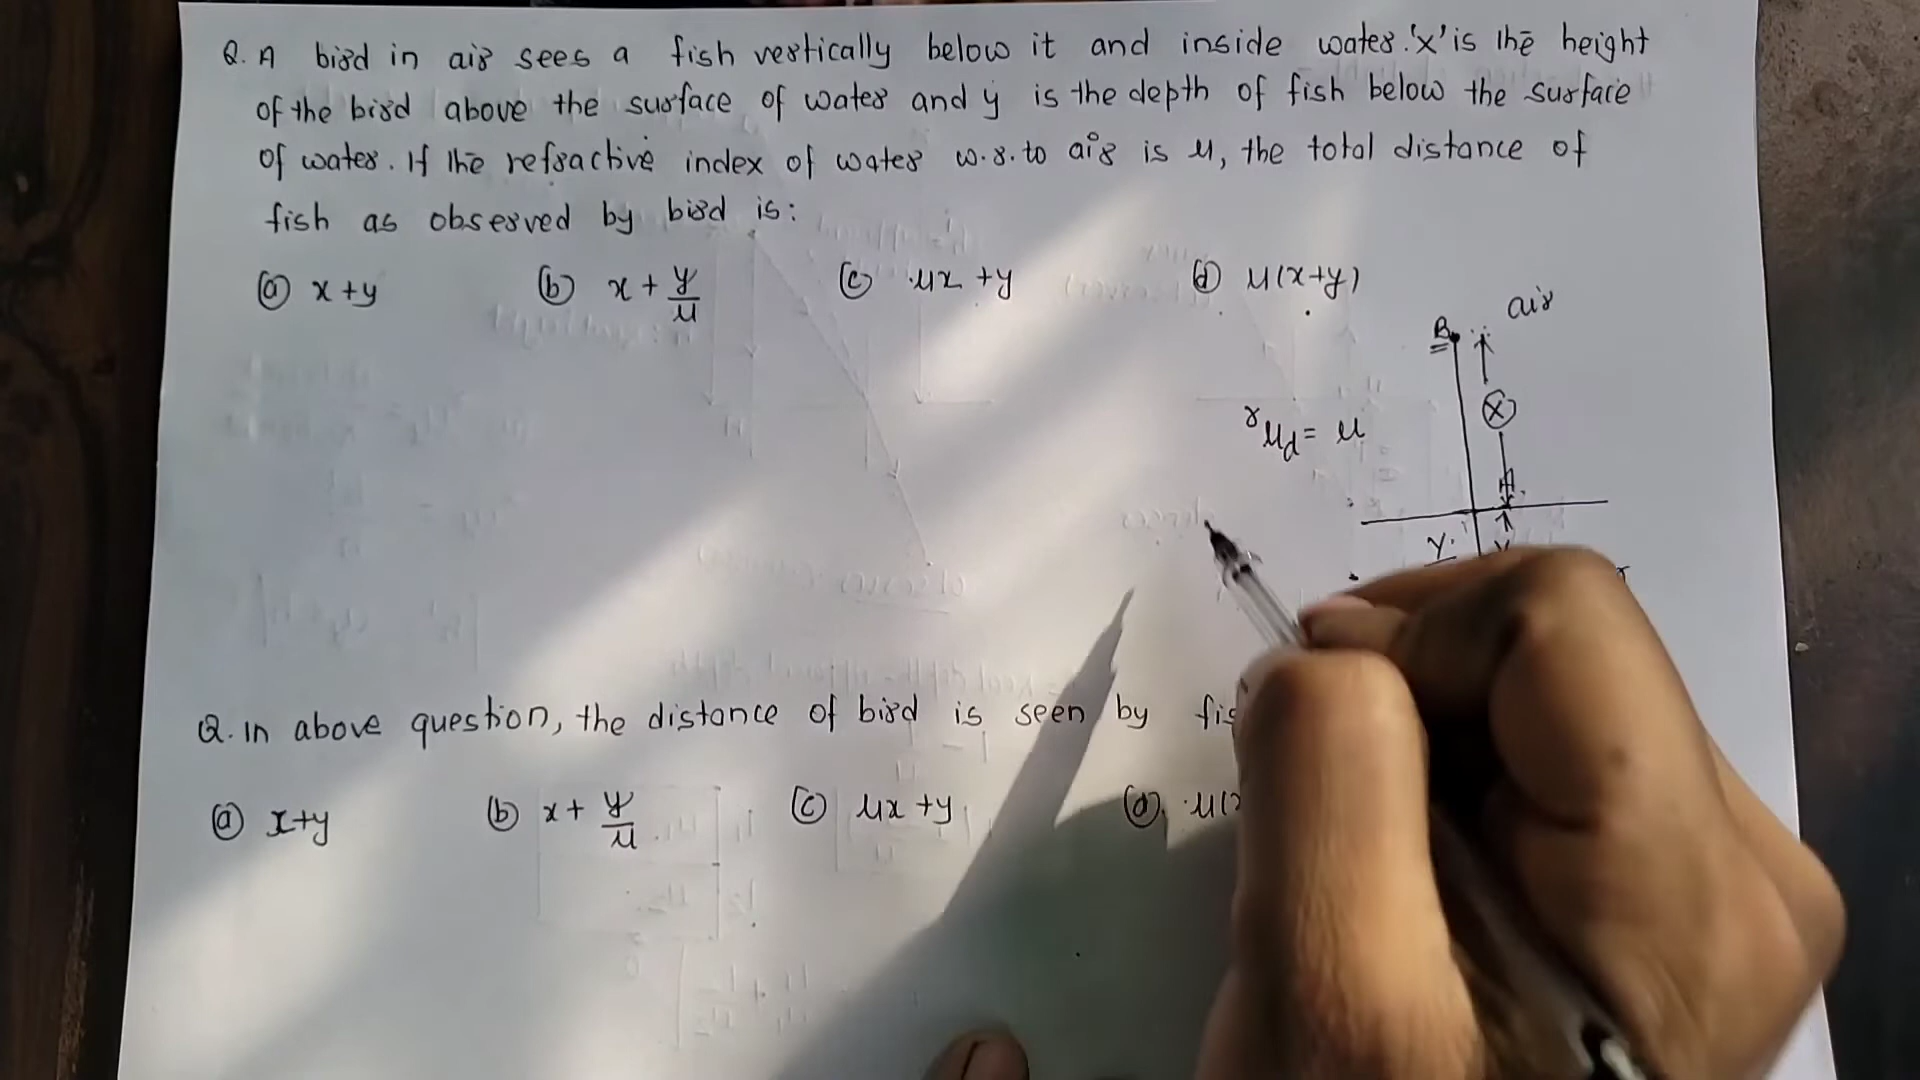 Q. A bird in air sees a fish vertically below it and inside water. 'x' is the height
of the bird above the surface of water and y is the depth of fish below the surface
of water. If the refractive index of water w.r. to air is μ, the total distance of
fish as observed by bird is:
(a) x+y (b) x + y/μ (c) μx +y (d) μ(x+y)
air
B
x
μ
y
Q. In above question, the distance of bird is seen by
(a) x+y (b) x + y/μ (c) μx +y (d)